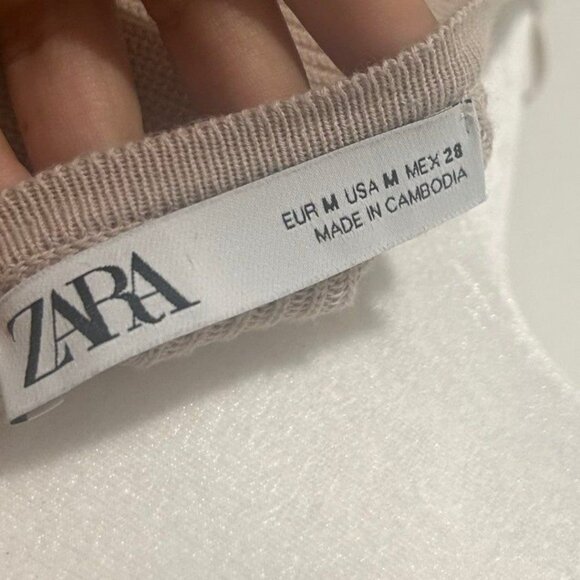 ZARA
EUR M USA M MEX 28
MADE IN CAMBODIA